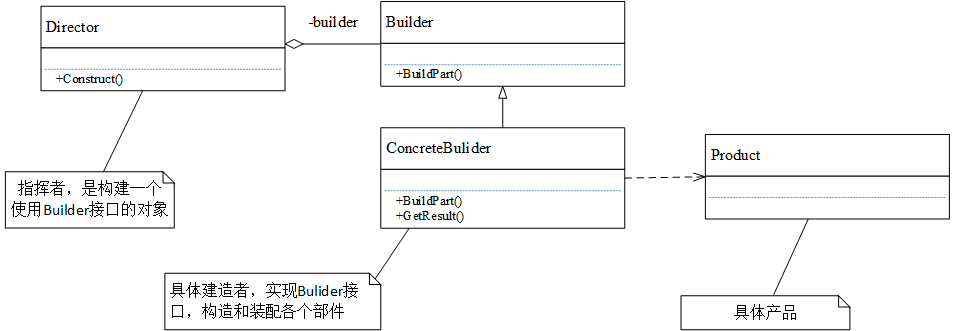 Director
-builder
Builder
+Construct()
+BuildPart()
ConcreteBulider
Product
指挥者，是构建一个
使用Builder接口的对象
+BuildPart()
+GetResult()
具体建造者，实现Bulider接
口，构造和装配各个部件
具体产品